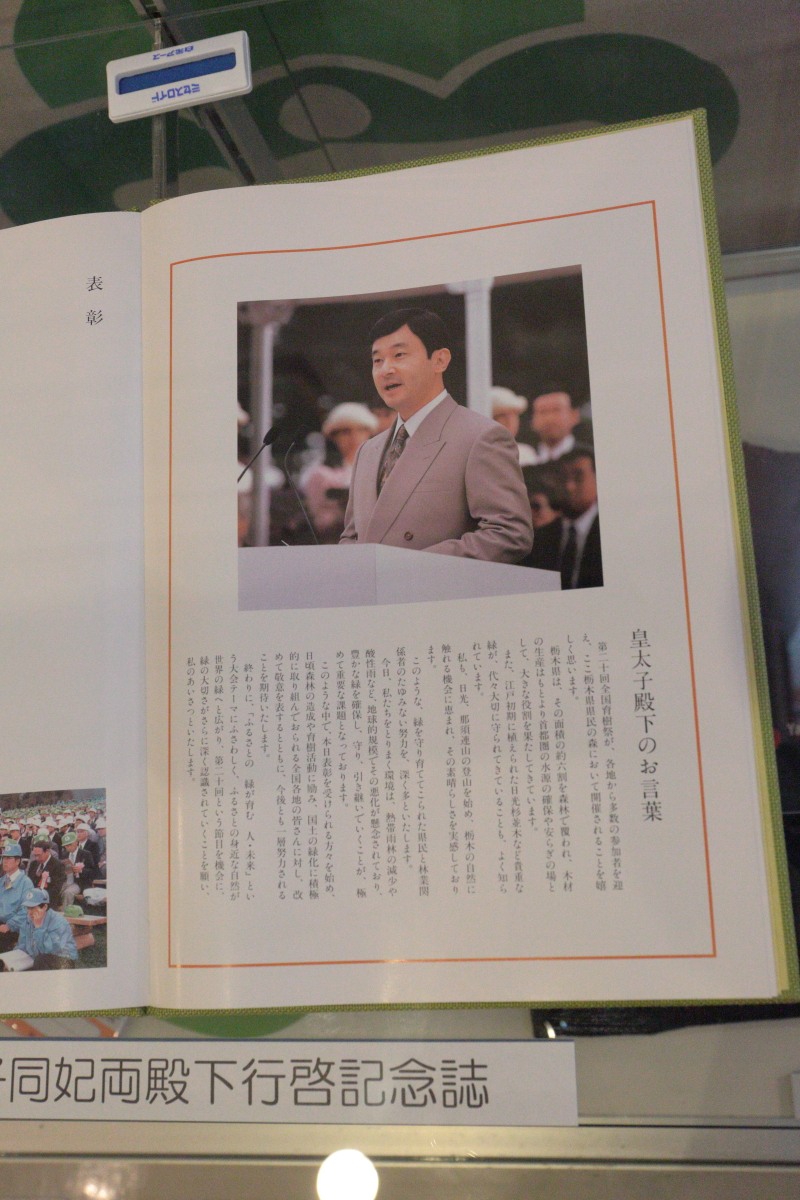 ミセスロイド
白元アース
表彰
皇太子殿下のお言葉
第二十回全国育樹祭が、各地から多数の参加者を迎
え、ここ栃木県県民の森において開催されることを嬉
しく思います。
栃木県は、その面積の約六割を森林で覆われ、木材
の生産はもとより首都圏の水源の確保や安らぎの場と
して、大きな役割を果たしてきています。
また、江戸初期に植えられた日光杉並木など貴重な
緑が、代々大切に守られてきていることも、よく知ら
れています。
私も、日光、那須連山の登山を始め、栃木の自然に
触れる機会に恵まれ、その素晴らしさを実感しており
ます。
このような、緑を守り育ててこられた県民と林業関
係者のたゆみない努力を、深く多といたします。
今日、私たちをとりまく環境は、熱帯雨林の減少や
酸性雨など、地球的規模でその悪化が懸念されており、
豊かな緑を確保し、守り、引き継いでいくことが、極
めて重要な課題となっております。
このような中で、本日表彰を受けられる方々を始め、
日頃森林の造成や育樹活動に励み、国土の緑化に積極
的に取り組んでおられる全国各地の皆さんに対し、改
めて敬意を表するとともに、今後とも一層努力される
ことを期待いたします。
終わりに、「ふるさとの 緑が育む 人・未来」とい
う大会テーマにふさわしく、ふるさとの身近な自然が
世界の緑へと広がり、第二十回という節目を機会に、
緑の大切さがさらに深く認識されていくことを願い、
私のあいさつといたします。
子同妃両殿下行啓記念誌